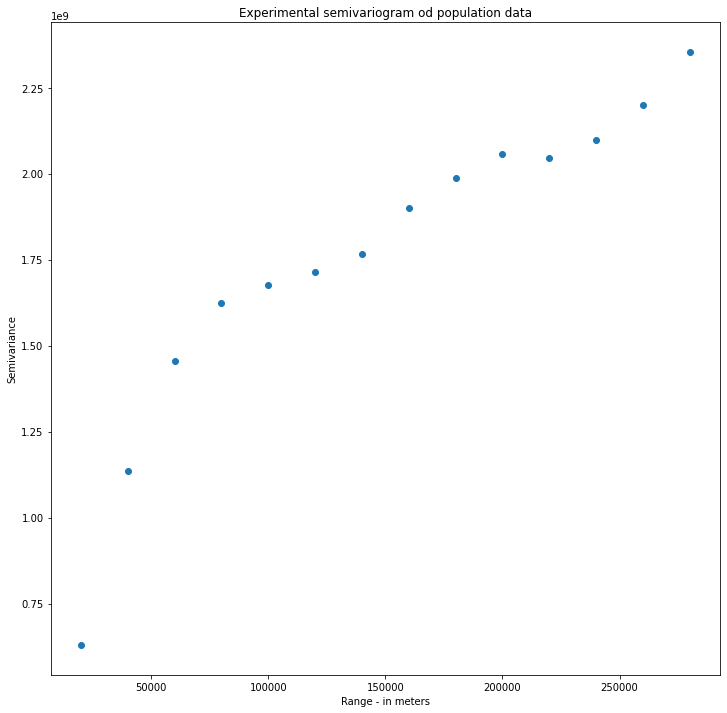 Experimental semivariogram od population data
1e9
2.25
2.00
1.75
1.50
1.25
1.00
0.75
Semivariance
50000 100000 150000 200000 250000
Range - in meters